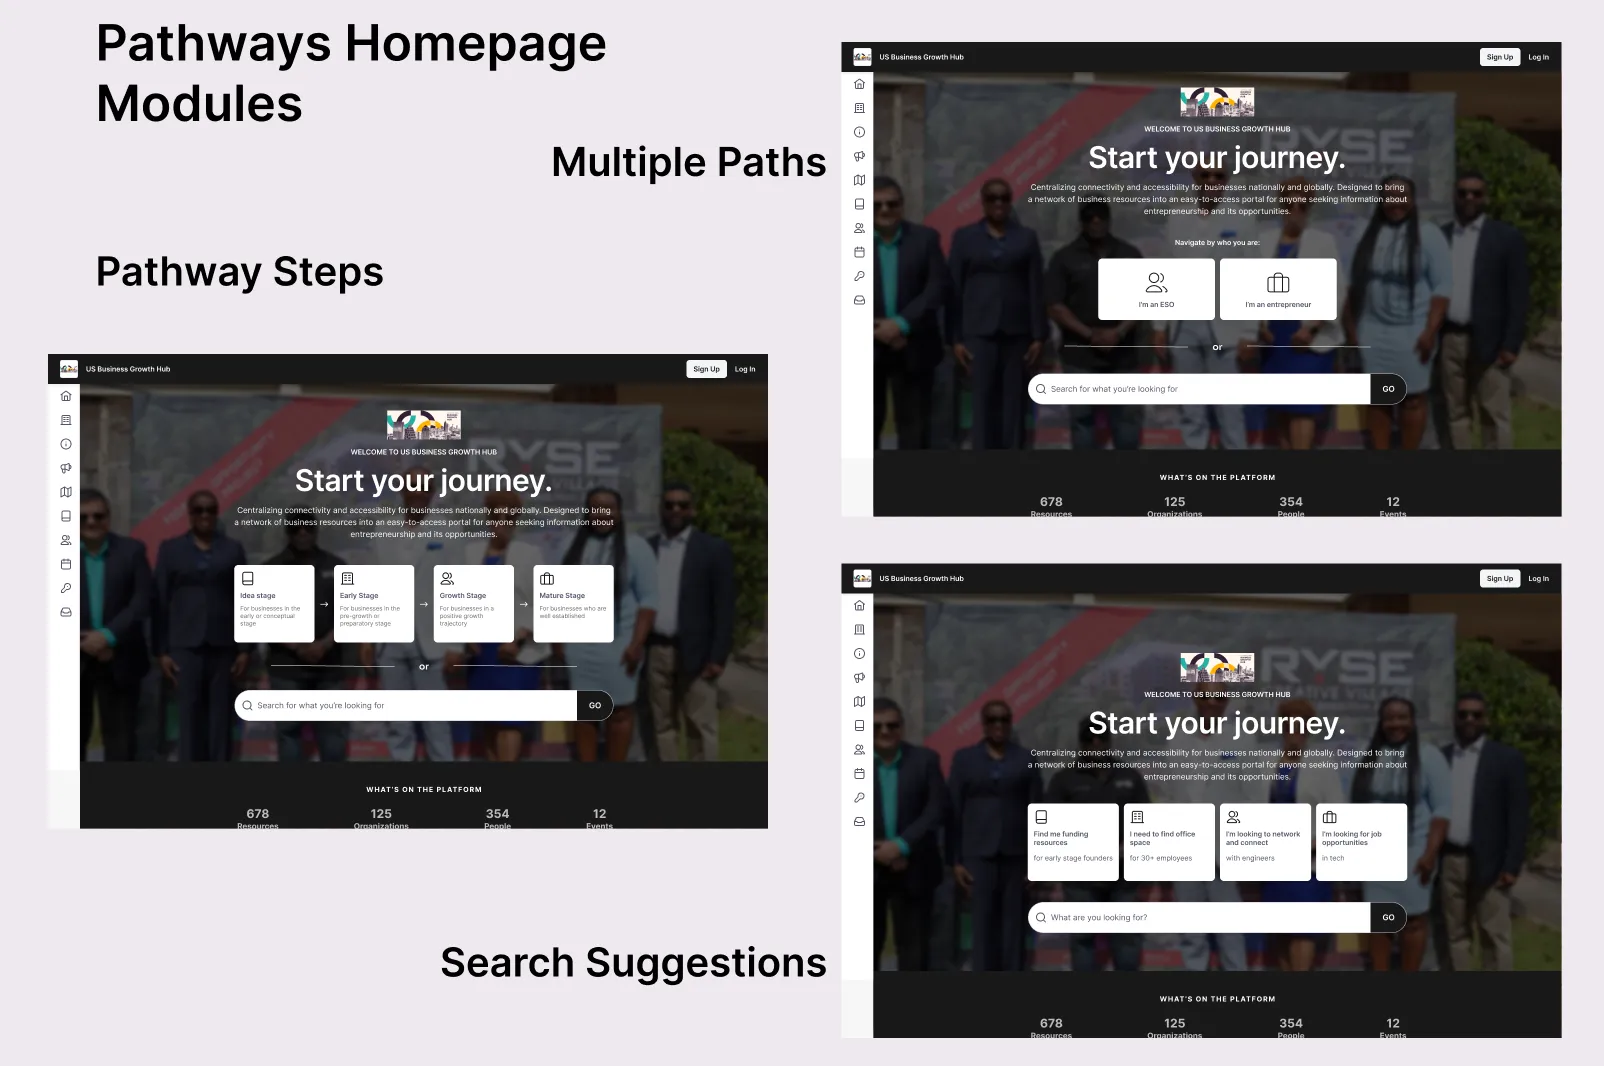 Pathways Homepage
Modules
Multiple Paths
Pathway Steps
US Business Growth Hub
Sign Up
Log In
RYSE
WELCOME TO US BUSINESS GROWTH HUB
Start your journey.
Centralizing connectivity and accessibility for businesses nationally and globally. Designed to bring
a network of business resources into an easy-to-access portal for anyone seeking information about
entrepreneurship and its opportunities.
Navigate by who you are:
I'm an ESO
I'm an entrepreneur
or
Search for what you're looking for
GO
WHAT'S ON THE PLATFORM
678
125
354
12
Resources
Organizations
People
Events
US Business Growth Hub
Sign Up
Log In
RYSE
WELCOME TO US BUSINESS GROWTH HUB
Start your journey.
Centralizing connectivity and accessibility for businesses nationally and globally. Designed to bring
a network of business resources into an easy-to-access portal for anyone seeking information about
entrepreneurship and its opportunities.
Idea stage
For businesses in the
early or conceptual
stage
Early Stage
For businesses in the
pre-growth or
preparatory stage
Growth Stage
For businesses in a
positive growth
trajectory
Mature Stage
For businesses who are
well established
or
Search for what you're looking for
GO
WHAT'S ON THE PLATFORM
678
125
354
12
Resources
Organizations
People
Events
US Business Growth Hub
Sign Up
Log In
RYSE
WELCOME TO US BUSINESS GROWTH HUB
Start your journey.
Centralizing connectivity and accessibility for businesses nationally and globally. Designed to bring
a network of business resources into an easy-to-access portal for anyone seeking information about
entrepreneurship and its opportunities.
Find me funding
resources
for early stage founders
I need to find office
space
for 30+ employees
I'm looking to network
and connect
with engineers
I'm looking for job
opportunities
in tech
What are you looking for?
GO
Search Suggestions
WHAT'S ON THE PLATFORM
678
125
354
12
Resources
Organizations
People
Events